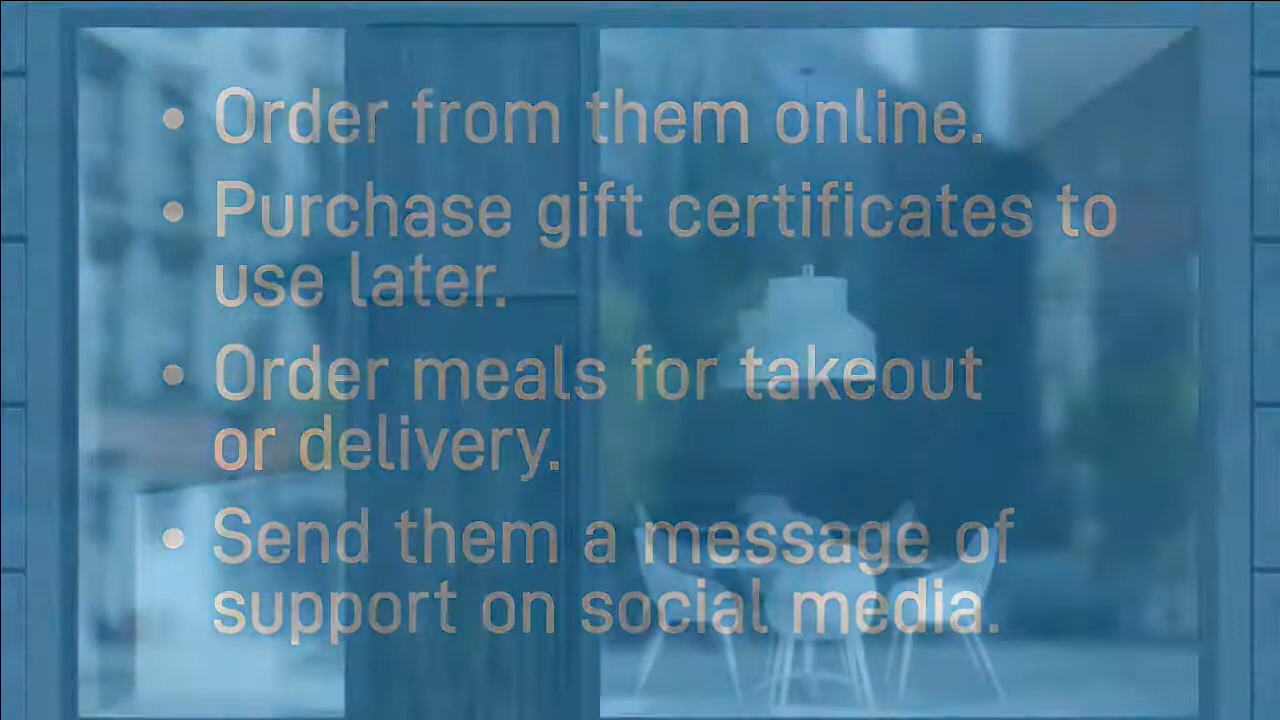 • Order from them online.
• Purchase gift certificates to
use later.
• Order meals for takeout
or delivery.
• Send them a message of
support on social media.